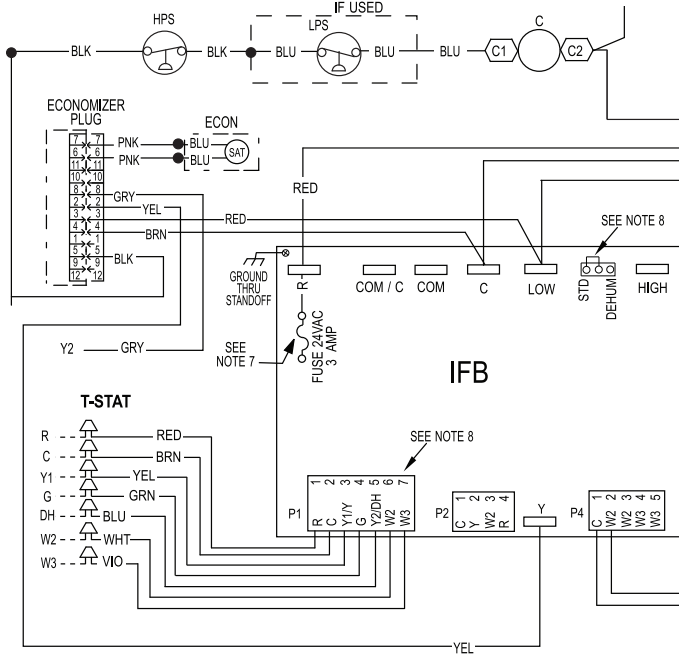 IF USED
HPS
LPS
C
BLK
BLK
BLU
BLU
BLU
C1
C2
ECONOMIZER
PLUG
ECON
7 7
6 6
11 11
10 10
8 8
2 2
3 3
4 4
1 1
5 5
9 9
12 12
PNK
BLU
PNK
BLU
SAT
GRY
YEL
RED
BRN
BLK
RED
SEE NOTE 8
GROUND
THRU
STANDOFF
R
COM / C
COM
C
LOW
STD
DEHUM
HIGH
FUSE 24VAC
3 AMP
SEE
NOTE 7
Y2
GRY
IFB
T-STAT
R
RED
C
BRN
Y1
YEL
G
GRN
DH
BLU
W2
WHT
W3
VIO
SEE NOTE 8
P1
1 2 3 4 5 6 7
R C Y1/Y G Y2/DH W2 W3
P2
1 2 3 4
C Y W2 R
Y
P4
1 2 3 4 5
C W2 W2 W4 W3
YEL